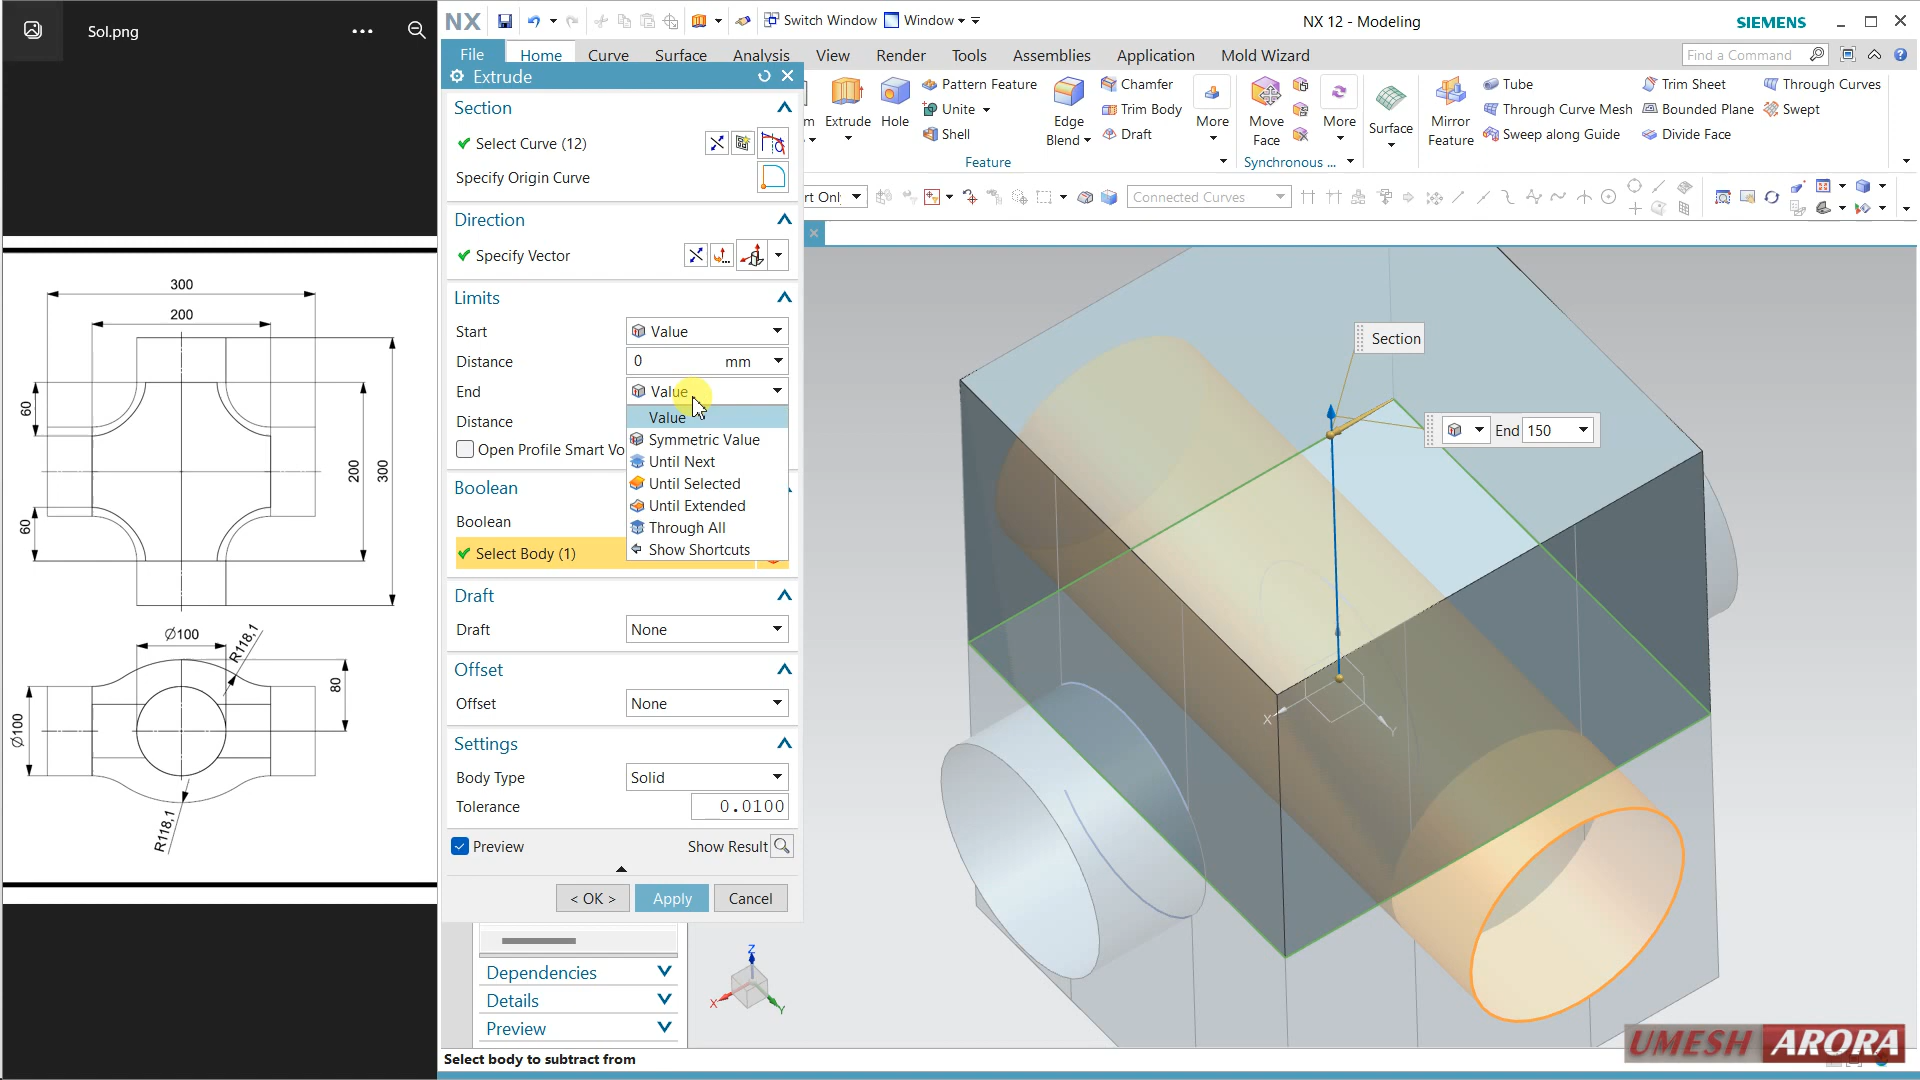 Sol.png
NX
Switch Window
Window
NX 12 - Modeling
SIEMENS
File
Home
Curve
Surface
Analysis
View
Render
Tools
Assemblies
Application
Mold Wizard
Find a Command
Extrude
Section
Select Curve (12)
Specify Origin Curve
Direction
Specify Vector
Limits
Start
Value
Distance
0
mm
End
Value
Distance
Value
Symmetric Value
Until Next
Until Selected
Until Extended
Through All
Show Shortcuts
Open Profile Smart Vo
Boolean
Boolean
Select Body (1)
Draft
Draft
None
Offset
Offset
None
Settings
Body Type
Solid
Tolerance
0.0100
Preview
Show Result
< OK >
Apply
Cancel
Dependencies
Details
Preview
Select body to subtract from
m
Extrude
Hole
Pattern Feature
Unite
Shell
Edge
Blend
Chamfer
Trim Body
Draft
More
Feature
Move
Face
More
Synchronous ...
Surface
Mirror
Feature
Tube
Through Curve Mesh
Sweep along Guide
Trim Sheet
Bounded Plane
Divide Face
Through Curves
Swept
rt Onl
Connected Curves
Section
End
150
X
Y
Z
X
Y
300
200
60
60
200
300
Ø100
R118,1
80
Ø100
R118,1
UMESH ARORA